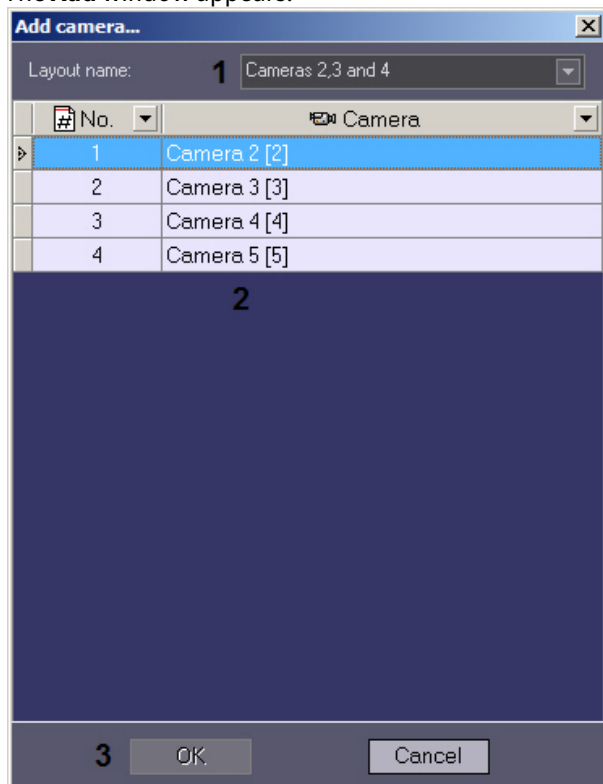 Add camera...
Layout name: 1 Cameras 2,3 and 4
No. Camera
1 Camera 2 [2]
2 Camera 3 [3]
3 Camera 4 [4]
4 Camera 5 [5]
2
3 OK Cancel